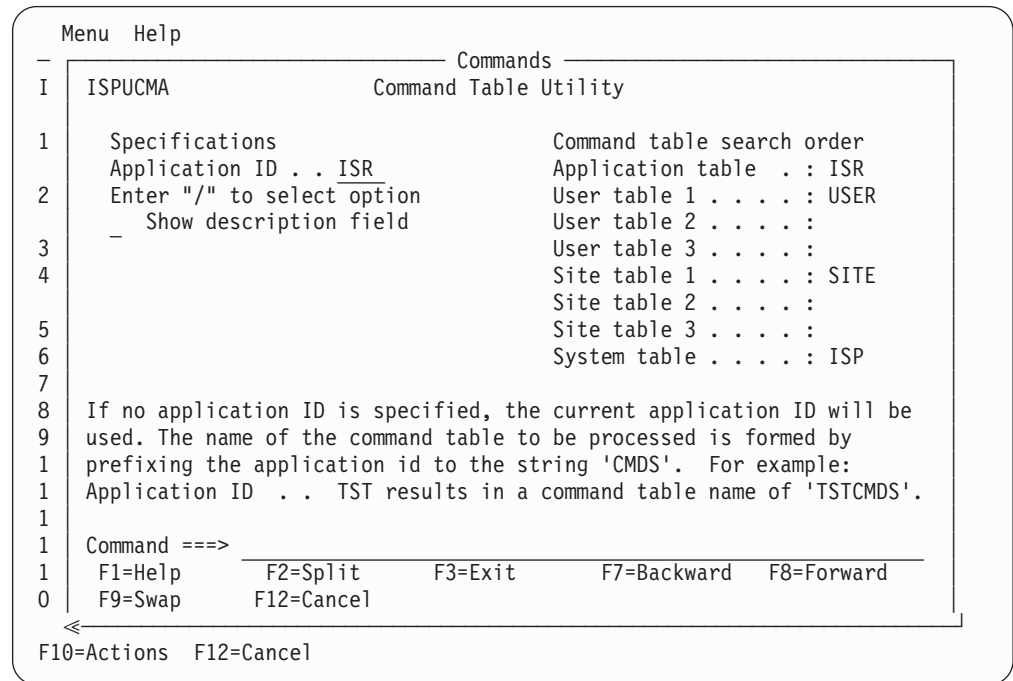 Menu Help
Commands
I ISPUCMA Command Table Utility
1 Specifications Command table search order
Application ID . . ISR Application table . : ISR
2 Enter "/" to select option User table 1 . . . . : USER
_ Show description field User table 2 . . . . :
3 User table 3 . . . . :
4 Site table 1 . . . . : SITE
Site table 2 . . . . :
5 Site table 3 . . . . :
6 System table . . . . : ISP
7
8 If no application ID is specified, the current application ID will be
9 used. The name of the command table to be processed is formed by
1 prefixing the application id to the string 'CMDS'. For example:
1 Application ID . . TST results in a command table name of 'TSTCMDS'.
1
1 Command ===>
1 F1=Help F2=Split F3=Exit F7=Backward F8=Forward
O F9=Swap F12=Cancel
F10=Actions F12=Cancel